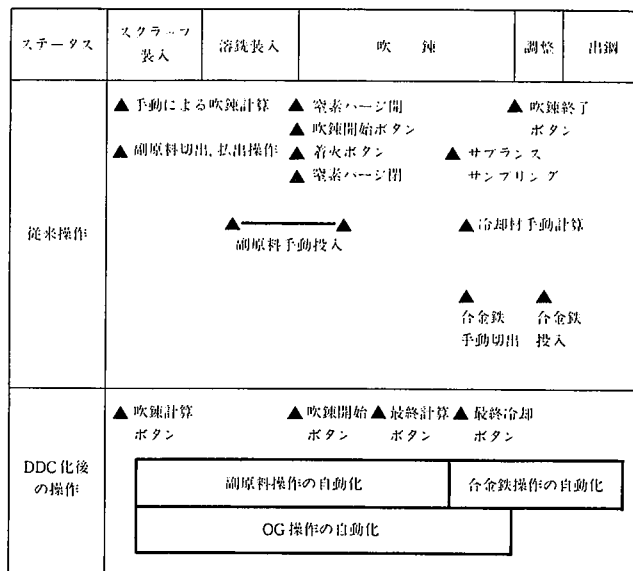 ステータス
スクラップ
装入
溶銑装入
吹 錬
調整
出鋼
従来操作
▲手動による吹錬計算
▲副原料切出、払出操作
▲窒素パージ開
▲吹錬開始ボタン
▲着火ボタン
▲窒素パージ閉
▲吹錬終了
ボタン
▲サブランス
サンプリング
副原料手動投入
▲冷却材手動計算
合金鉄
手動切出
合金鉄
投入
DDC化後
の操作
▲吹錬計算
ボタン
▲吹錬開始
ボタン
▲最終計算
ボタン
▲最終冷却
ボタン
副原料操作の自動化
合金鉄操作の自動化
OG操作の自動化